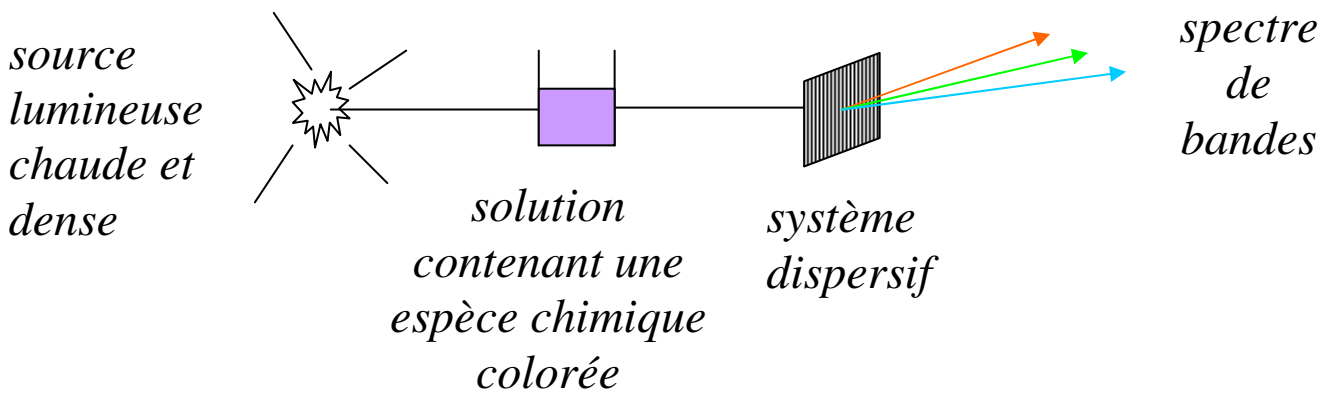 source
lumineuse
chaude et
dense
solution
contenant une
espèce chimique
colorée
système
dispersif
spectre
de
bandes